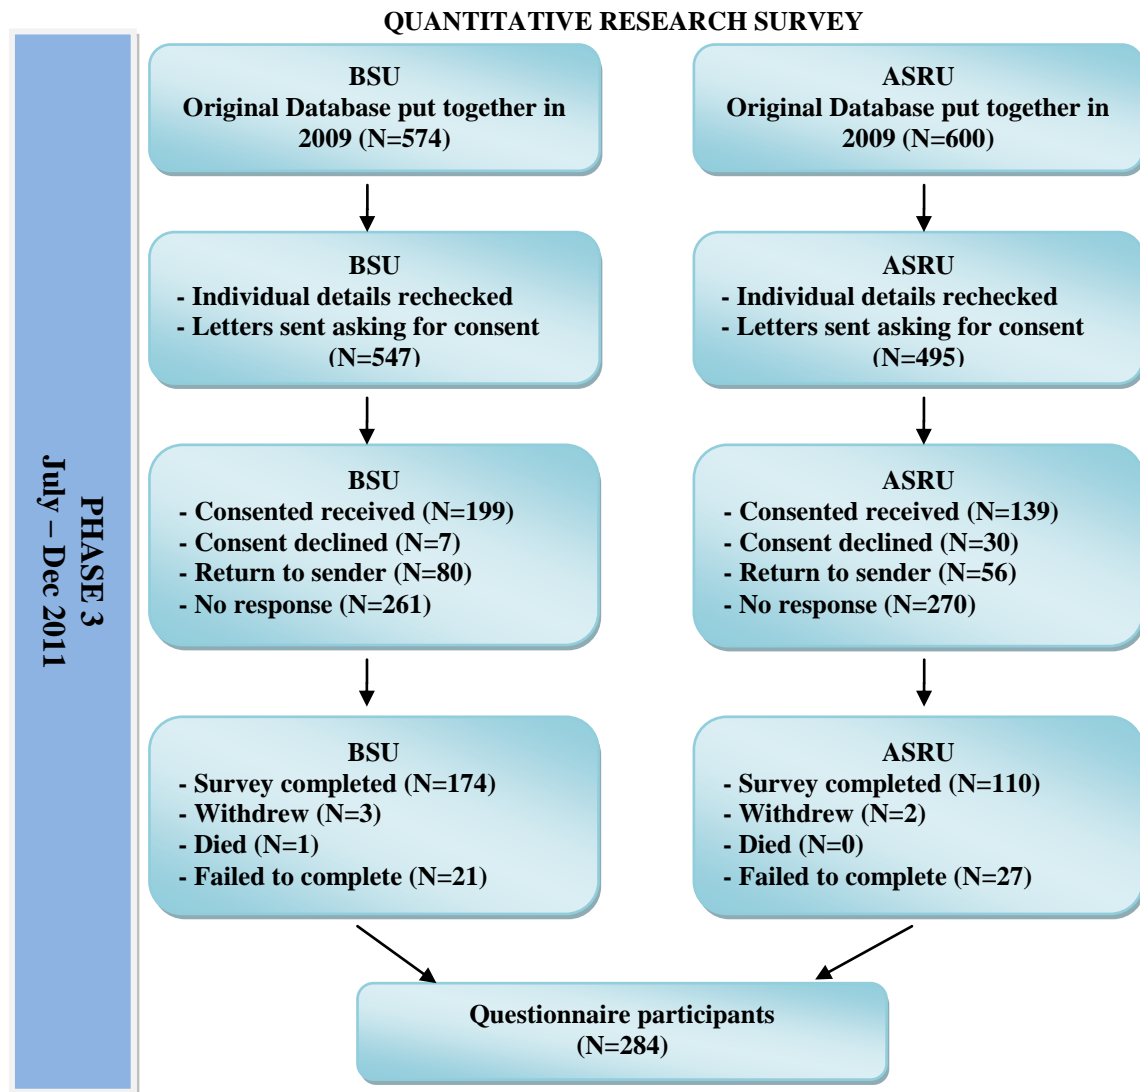 QUANTITATIVE RESEARCH SURVEY
PHASE 3
July – Dec 2011
BSU
Original Database put together in
2009 (N=574)
ASRU
Original Database put together in
2009 (N=600)
BSU
- Individual details rechecked
- Letters sent asking for consent
(N=547)
ASRU
- Individual details rechecked
- Letters sent asking for consent
(N=495)
BSU
- Consented received (N=199)
- Consent declined (N=7)
- Return to sender (N=80)
- No response (N=261)
ASRU
- Consented received (N=139)
- Consent declined (N=30)
- Return to sender (N=56)
- No response (N=270)
BSU
- Survey completed (N=174)
- Withdrew (N=3)
- Died (N=1)
- Failed to complete (N=21)
ASRU
- Survey completed (N=110)
- Withdrew (N=2)
- Died (N=0)
- Failed to complete (N=27)
Questionnaire participants
(N=284)